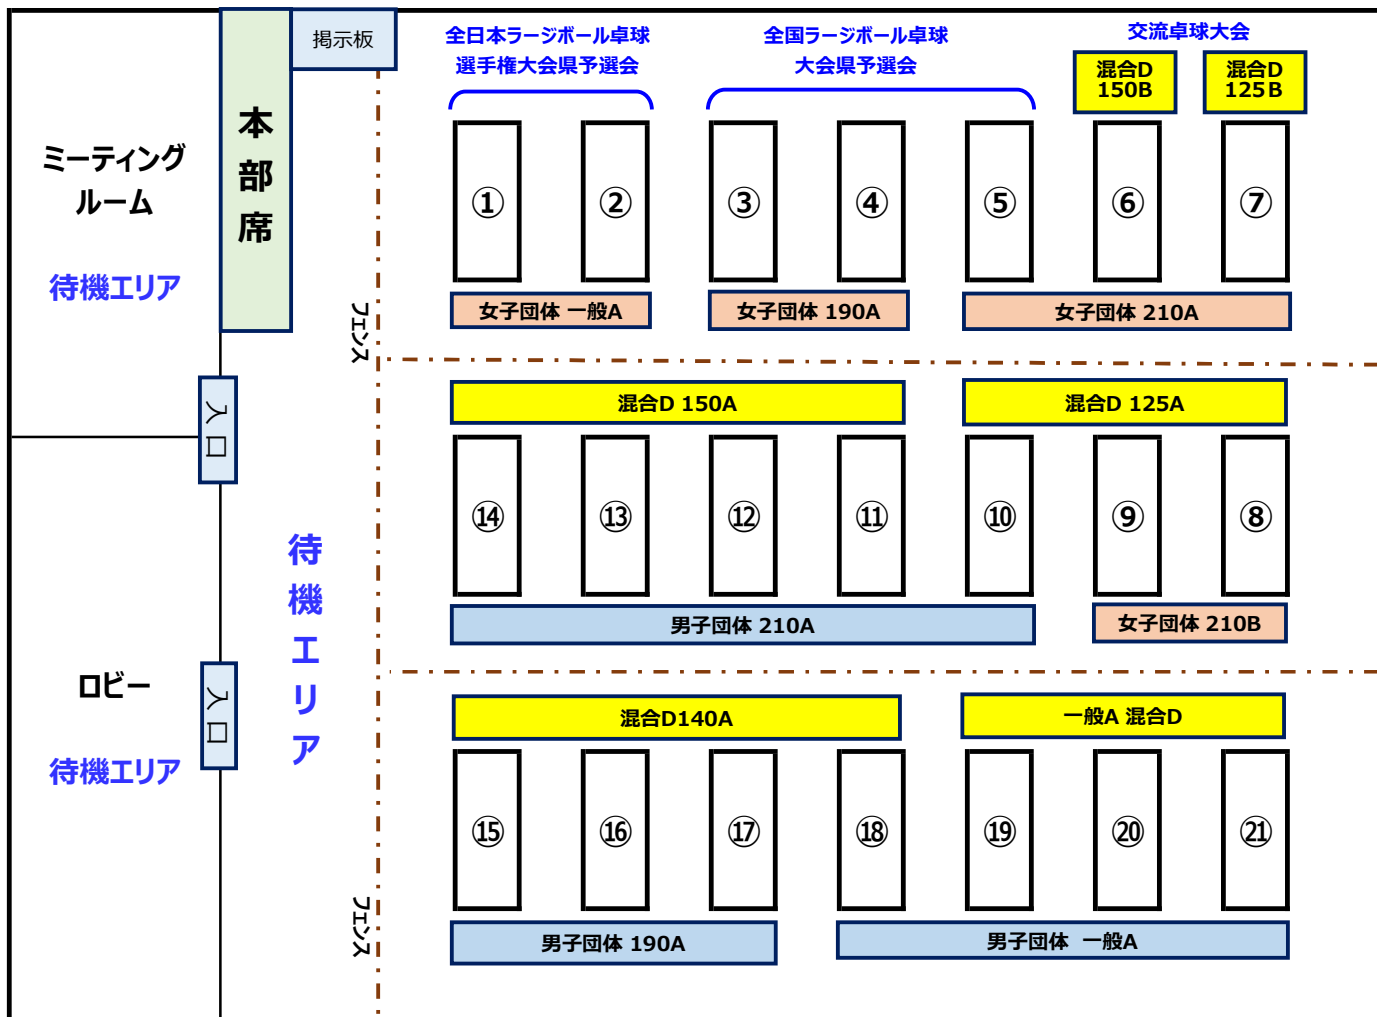 掲示板
全日本ラージボール卓球
選手権大会県予選会
全国ラージボール卓球
大会県予選会
交流卓球大会
混合D
150B
混合D
125B
本部席
ミーティング
ルーム
待機エリア
① ② ③ ④ ⑤ ⑥ ⑦
フェンス
女子団体 一般A
女子団体 190A
女子団体 210A
入口
混合D 150A
混合D 125A
⑭ ⑬ ⑫ ⑪ ⑩ ⑨ ⑧
待機エリア
男子団体 210A
女子団体 210B
ロビー
待機エリア
入口
混合D140A
一般A 混合D
⑮ ⑯ ⑰ ⑱ ⑲ ⑳ ㉑
フェンス
男子団体 190A
男子団体 一般A